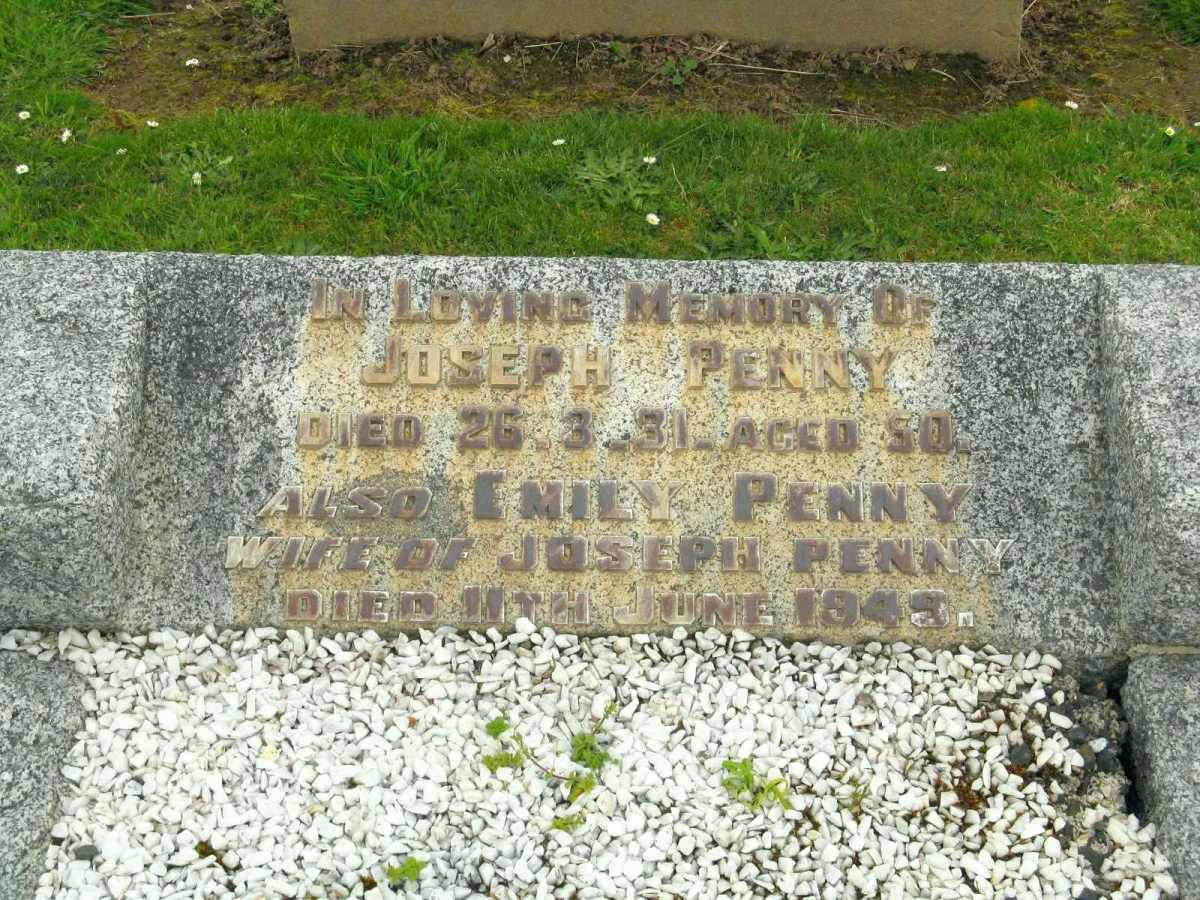 IN LOVING MEMORY OF
JOSEPH PENNY
DIED 26-3-31-AGED 50.
ALSO EMILY PENNY
WIFE OF JOSEPH PENNY
DIED 11TH JUNE 1949.